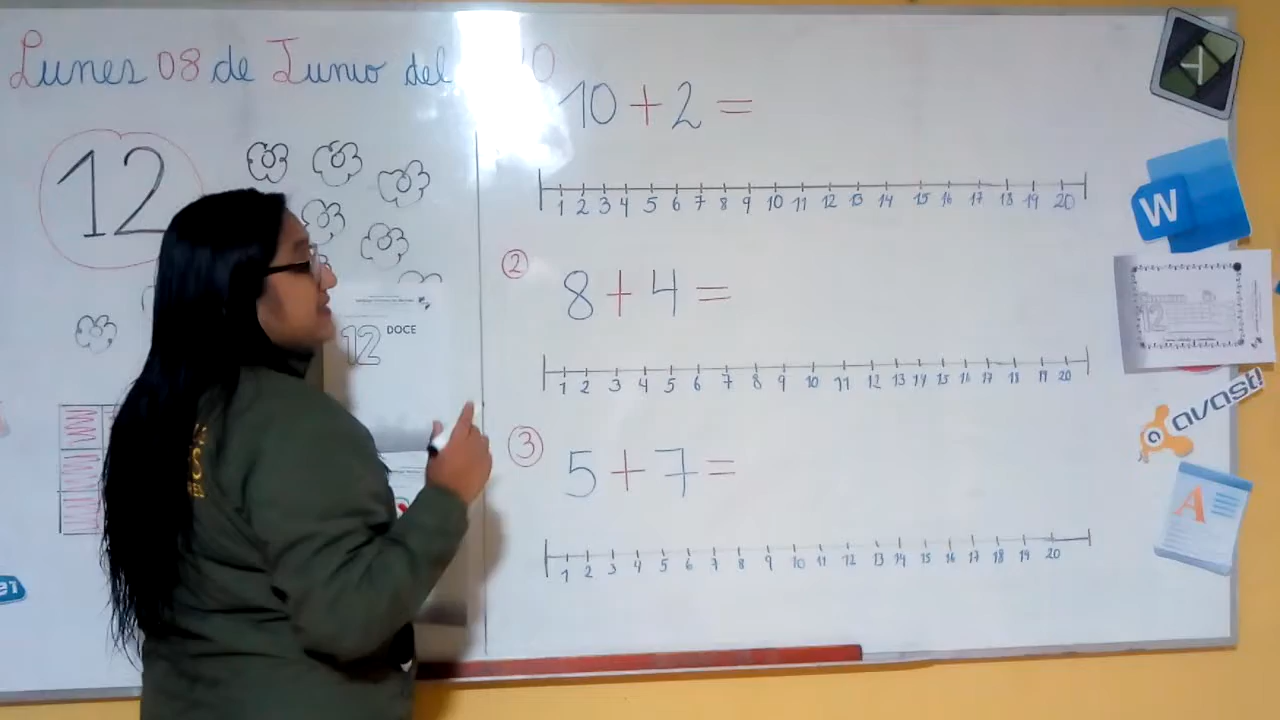 Lunes 08 de Junio del
12
12 DOCE
10 + 2 =
1 2 3 4 5 6 7 8 9 10 11 12 13 14 15 16 17 18 19 20
2
8 + 4 =
1 2 3 4 5 6 7 8 9 10 11 12 13 14 15 16 17 18 19 20
3
5 + 7 =
1 2 3 4 5 6 7 8 9 10 11 12 13 14 15 16 17 18 19 20
W
12
avast!
A